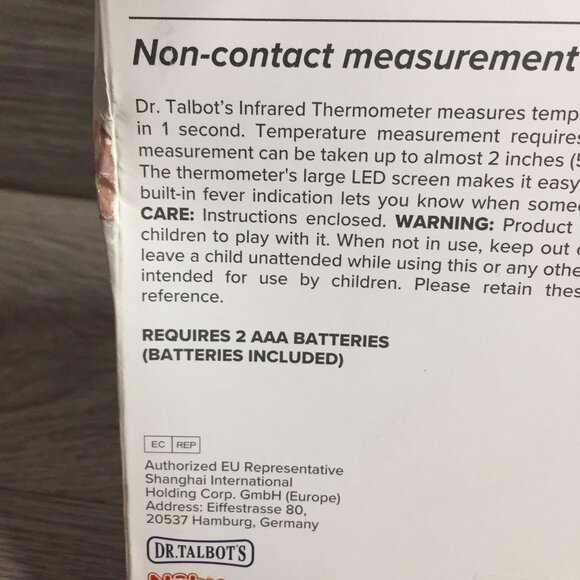 Non-contact measurement
Dr. Talbot's Infrared Thermometer measures
in 1 second. Temperature measurement requires
measurement can be taken up to almost 2 inches
The thermometer's large LED screen makes it easy
built-in fever indication lets you know when
CARE: Instructions enclosed. WARNING: Product
children to play with it. When not in use, keep out
leave a child unattended while using this or any
intended for use by children. Please retain
reference.
REQUIRES 2 AAA BATTERIES
(BATTERIES INCLUDED)
EC REP
Authorized EU Representative
Shanghai International
Holding Corp. GmbH (Europe)
Address: Eiffestrasse 80,
20537 Hamburg, Germany
DR.TALBOT'S